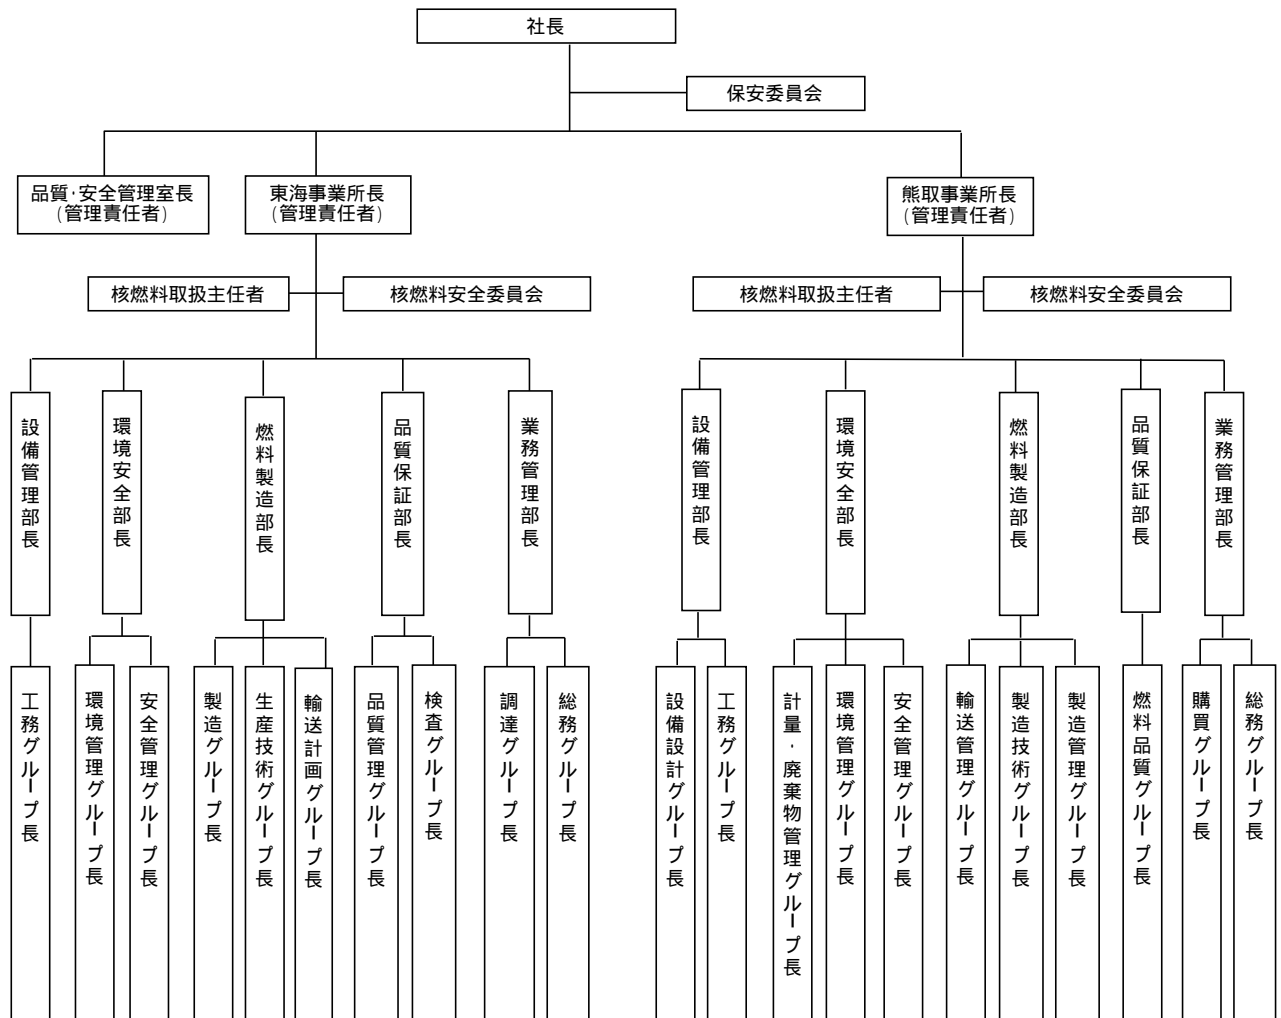 社長
保安委員会
品質・安全管理室長
(管理責任者)
東海事業所長
(管理責任者)
熊取事業所長
(管理責任者)
核燃料取扱主任者
核燃料安全委員会
核燃料取扱主任者
核燃料安全委員会
設備管理部長
環境安全部長
燃料製造部長
品質保証部長
業務管理部長
設備管理部長
環境安全部長
燃料製造部長
品質保証部長
業務管理部長
工務グループ長
環境管理グループ長
安全管理グループ長
製造グループ長
生産技術グループ長
輸送計画グループ長
品質管理グループ長
検査グループ長
調達グループ長
総務グループ長
設備設計グループ長
工務グループ長
計量・廃棄物管理グループ長
環境管理グループ長
安全管理グループ長
輸送管理グループ長
製造技術グループ長
製造管理グループ長
燃料品質グループ長
購買グループ長
総務グループ長